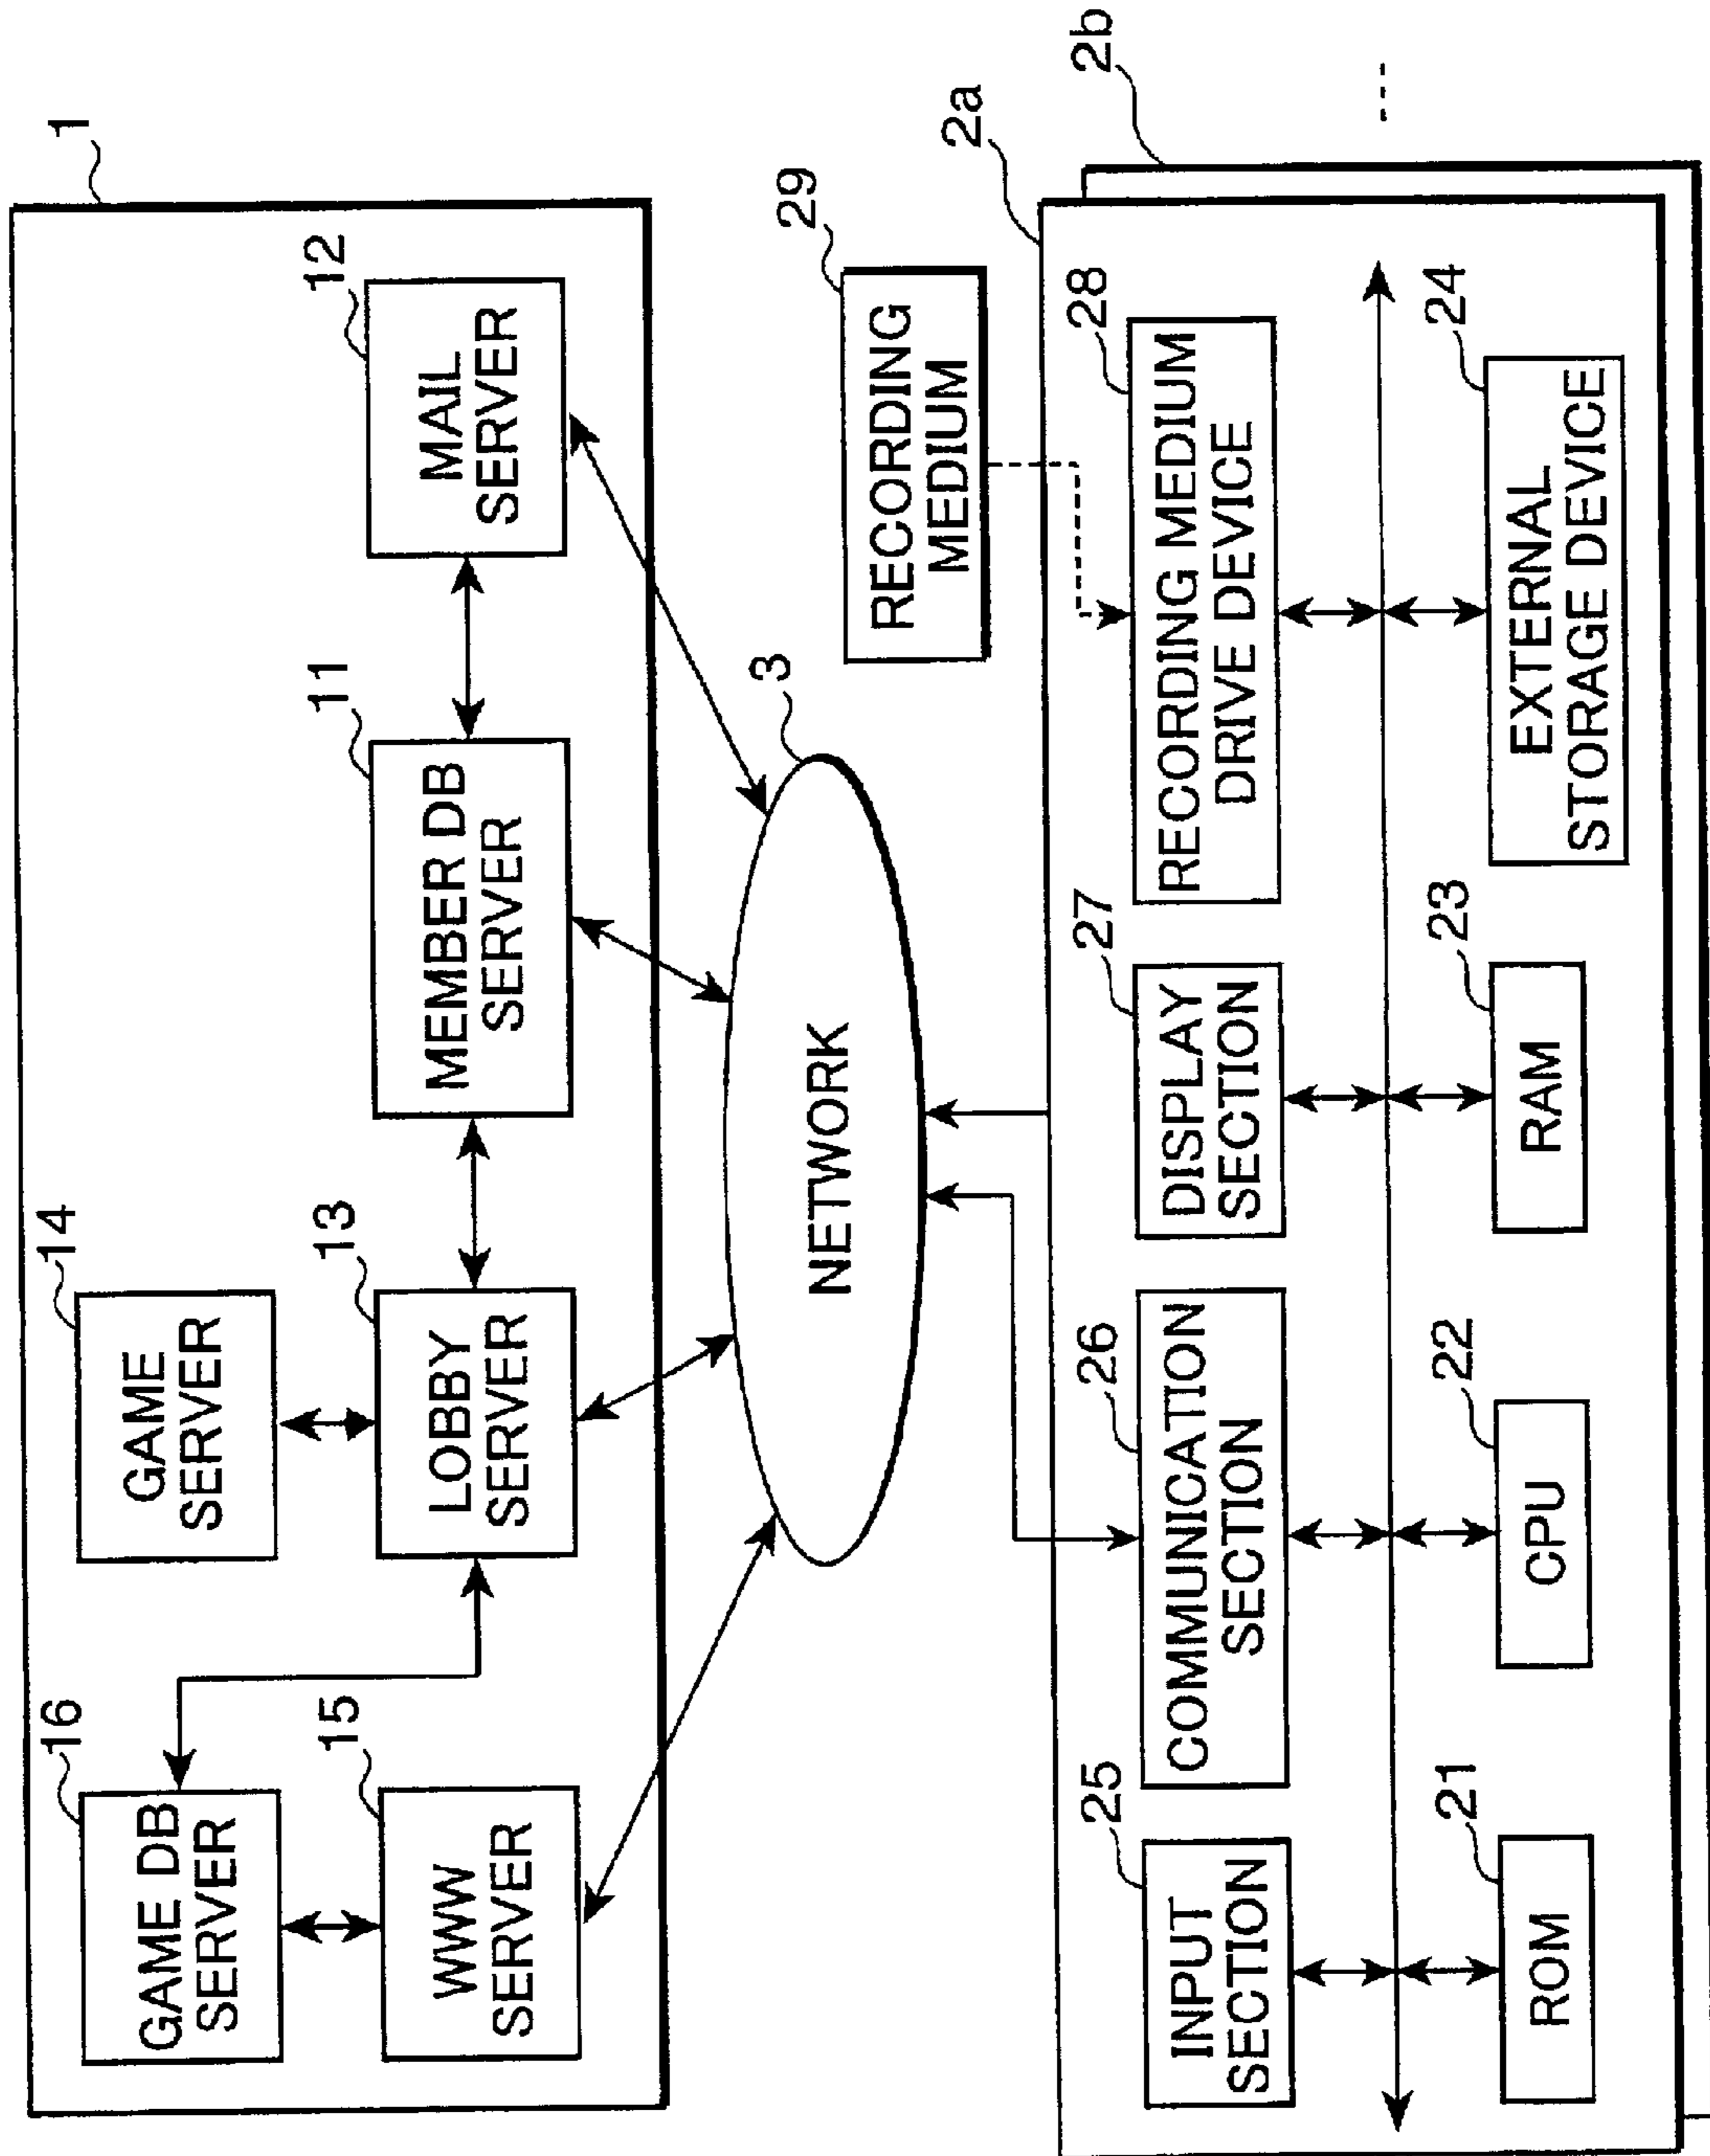 1
16
GAME DB
SERVER
14
GAME
SERVER
15
WWW
SERVER
13
LOBBY
SERVER
11
MEMBER DB
SERVER
12
MAIL
SERVER
3
NETWORK
29
RECORDING
MEDIUM
2a
2b
25
INPUT
SECTION
26
COMMUNICATION
SECTION
27
DISPLAY
SECTION
28
RECORDING MEDIUM
DRIVE DEVICE
21
ROM
22
CPU
23
RAM
24
EXTERNAL
STORAGE DEVICE